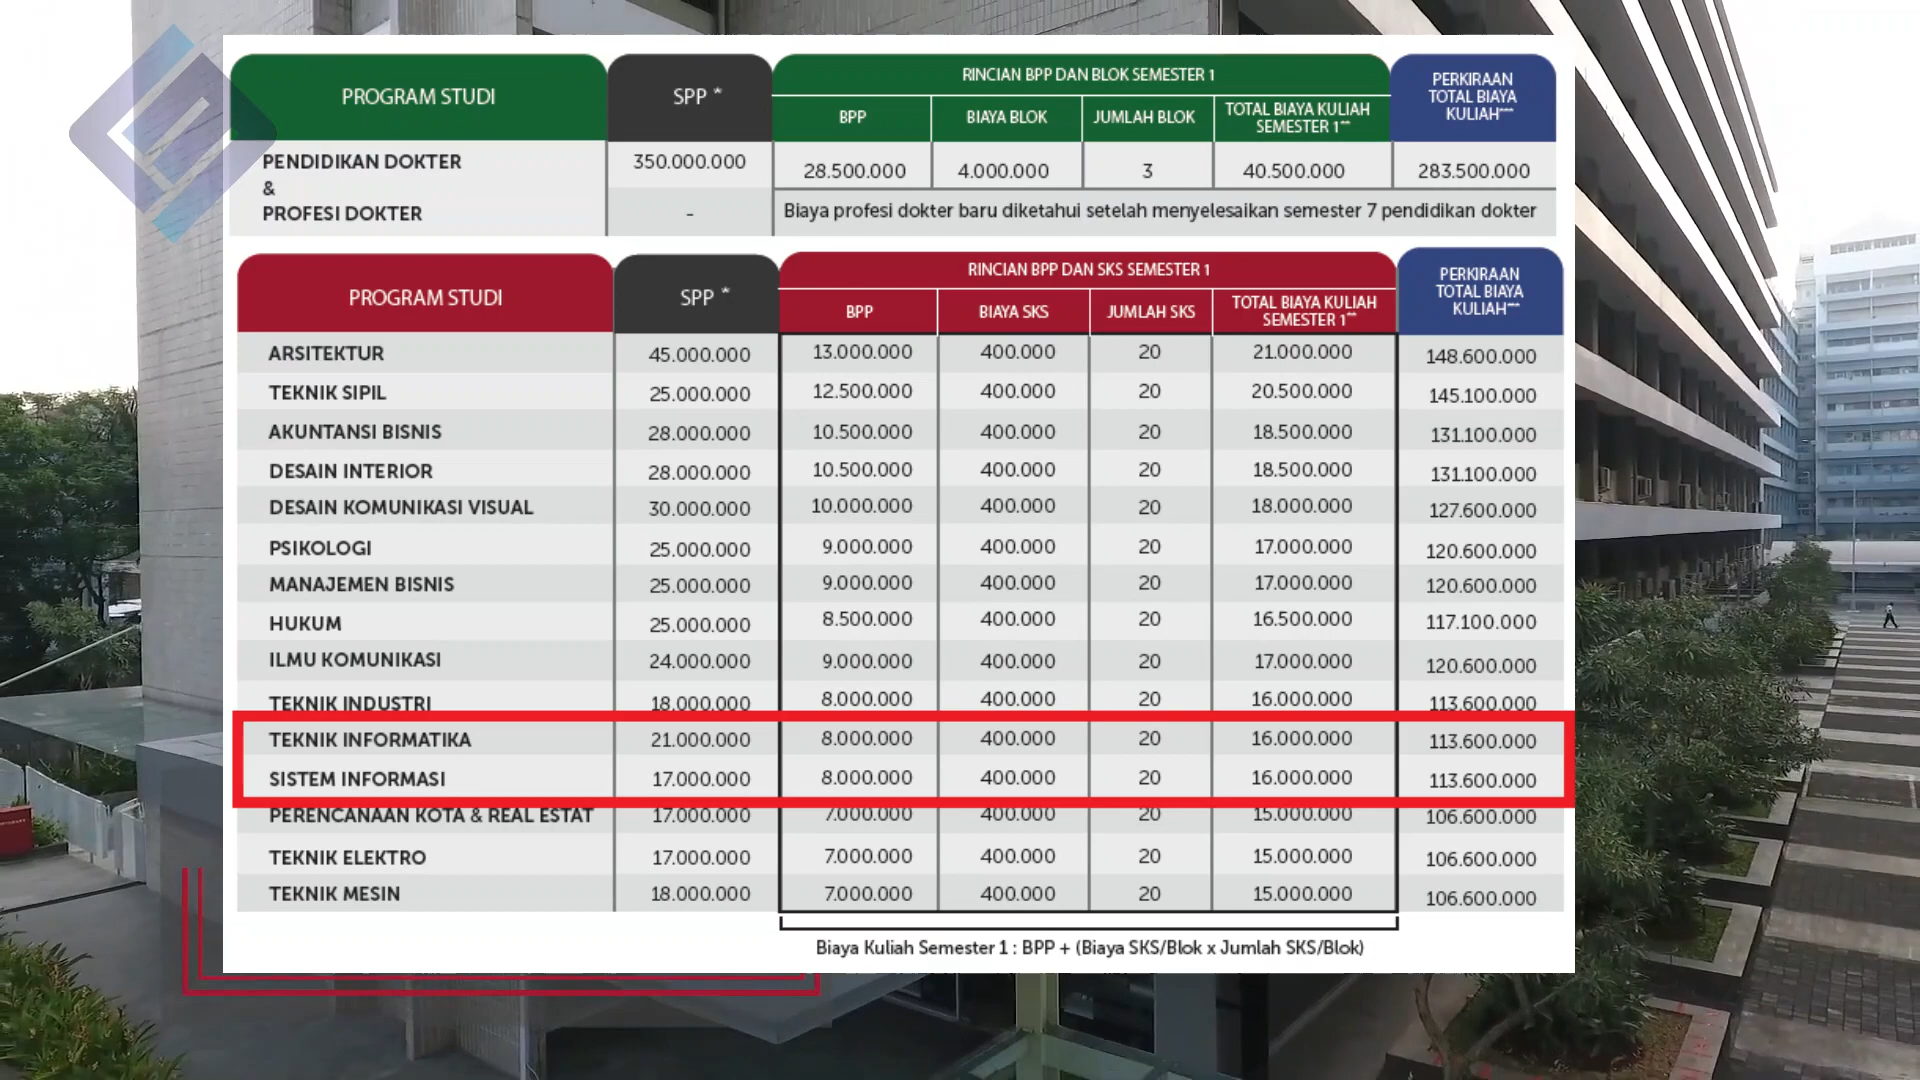 PROGRAM STUDI SPP * RINCIAN BPP DAN BLOK SEMESTER 1 PERKIRAAN TOTAL BIAYA KULIAH***
BPP BIAYA BLOK JUMLAH BLOK TOTAL BIAYA KULIAH SEMESTER 1**
PENDIDIKAN DOKTER 350.000.000 28.500.000 4.000.000 3 40.500.000 283.500.000
&
PROFESI DOKTER - Biaya profesi dokter baru diketahui setelah menyelesaikan semester 7 pendidikan dokter
PROGRAM STUDI SPP * RINCIAN BPP DAN SKS SEMESTER 1 PERKIRAAN TOTAL BIAYA KULIAH***
BPP BIAYA SKS JUMLAH SKS TOTAL BIAYA KULIAH SEMESTER 1**
ARSITEKTUR 45.000.000 13.000.000 400.000 20 21.000.000 148.600.000
TEKNIK SIPIL 25.000.000 12.500.000 400.000 20 20.500.000 145.100.000
AKUNTANSI BISNIS 28.000.000 10.500.000 400.000 20 18.500.000 131.100.000
DESAIN INTERIOR 28.000.000 10.500.000 400.000 20 18.500.000 131.100.000
DESAIN KOMUNIKASI VISUAL 30.000.000 10.000.000 400.000 20 18.000.000 127.600.000
PSIKOLOGI 25.000.000 9.000.000 400.000 20 17.000.000 120.600.000
MANAJEMEN BISNIS 25.000.000 9.000.000 400.000 20 17.000.000 120.600.000
HUKUM 25.000.000 8.500.000 400.000 20 16.500.000 117.100.000
ILMU KOMUNIKASI 24.000.000 9.000.000 400.000 20 17.000.000 120.600.000
TEKNIK INDUSTRI 18.000.000 8.000.000 400.000 20 16.000.000 113.600.000
TEKNIK INFORMATIKA 21.000.000 8.000.000 400.000 20 16.000.000 113.600.000
SISTEM INFORMASI 17.000.000 8.000.000 400.000 20 16.000.000 113.600.000
PERENCANAAN KOTA & REAL ESTAT 17.000.000 7.000.000 400.000 20 15.000.000 106.600.000
TEKNIK ELEKTRO 17.000.000 7.000.000 400.000 20 15.000.000 106.600.000
TEKNIK MESIN 18.000.000 7.000.000 400.000 20 15.000.000 106.600.000
Biaya Kuliah Semester 1 : BPP + (Biaya SKS/Blok x Jumlah SKS/Blok)